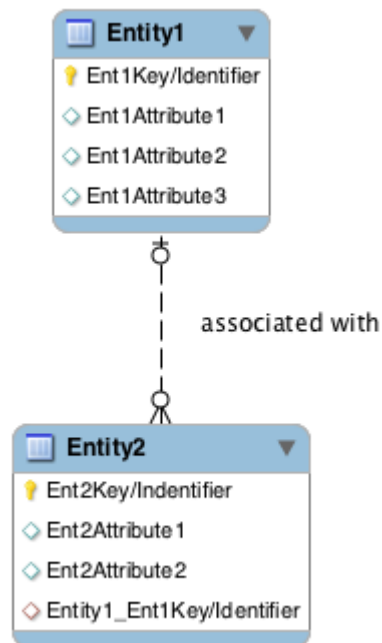 Entity1
Ent1Key/Identifier
Ent1Attribute1
Ent1Attribute2
Ent1Attribute3
associated with
Entity2
Ent2Key/Indentifier
Ent2Attribute1
Ent2Attribute2
Entity1_Ent1Key/Identifier